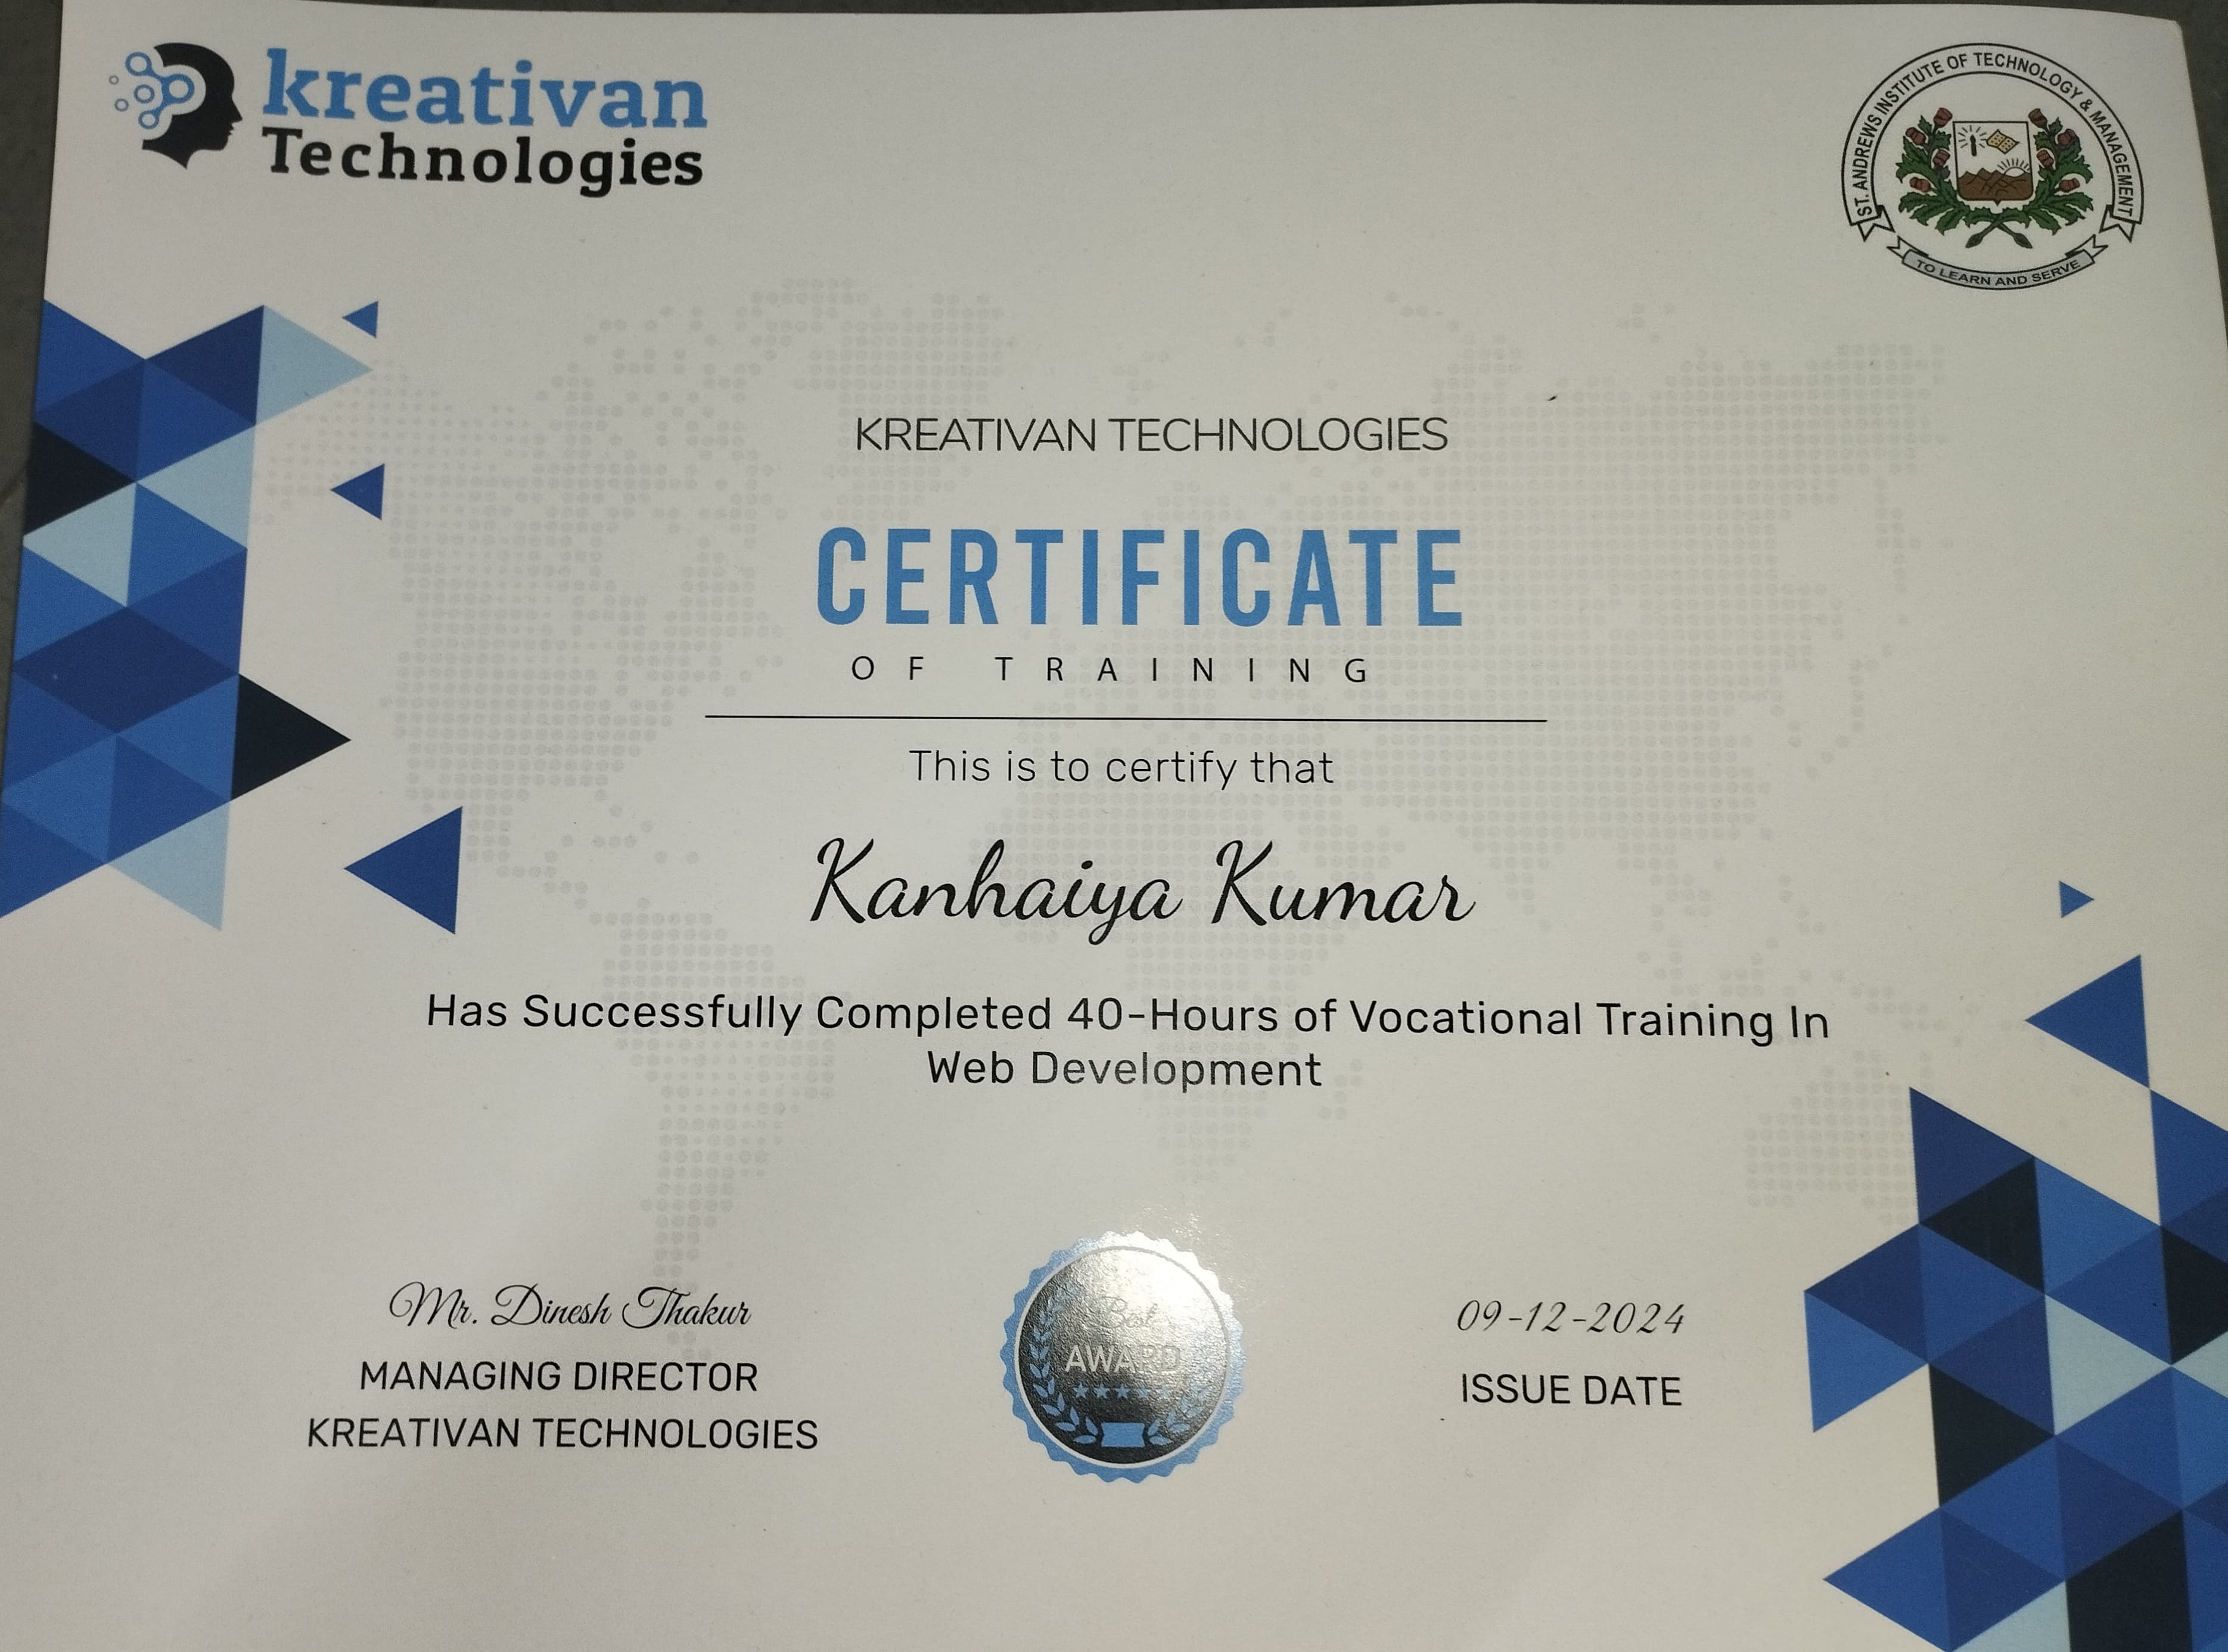 kreativan
Technologies
ST. ANDREWS INSTITUTE OF TECHNOLOGY & MANAGEMENT
TO LEARN AND SERVE
KREATIVAN TECHNOLOGIES
CERTIFICATE
OF TRAINING
This is to certify that
Kanhaiya Kumar
Has Successfully Completed 40-Hours of Vocational Training In
Web Development
Mr. Dinesh Thakur
MANAGING DIRECTOR
KREATIVAN TECHNOLOGIES
Best
AWARD
09-12-2024
ISSUE DATE